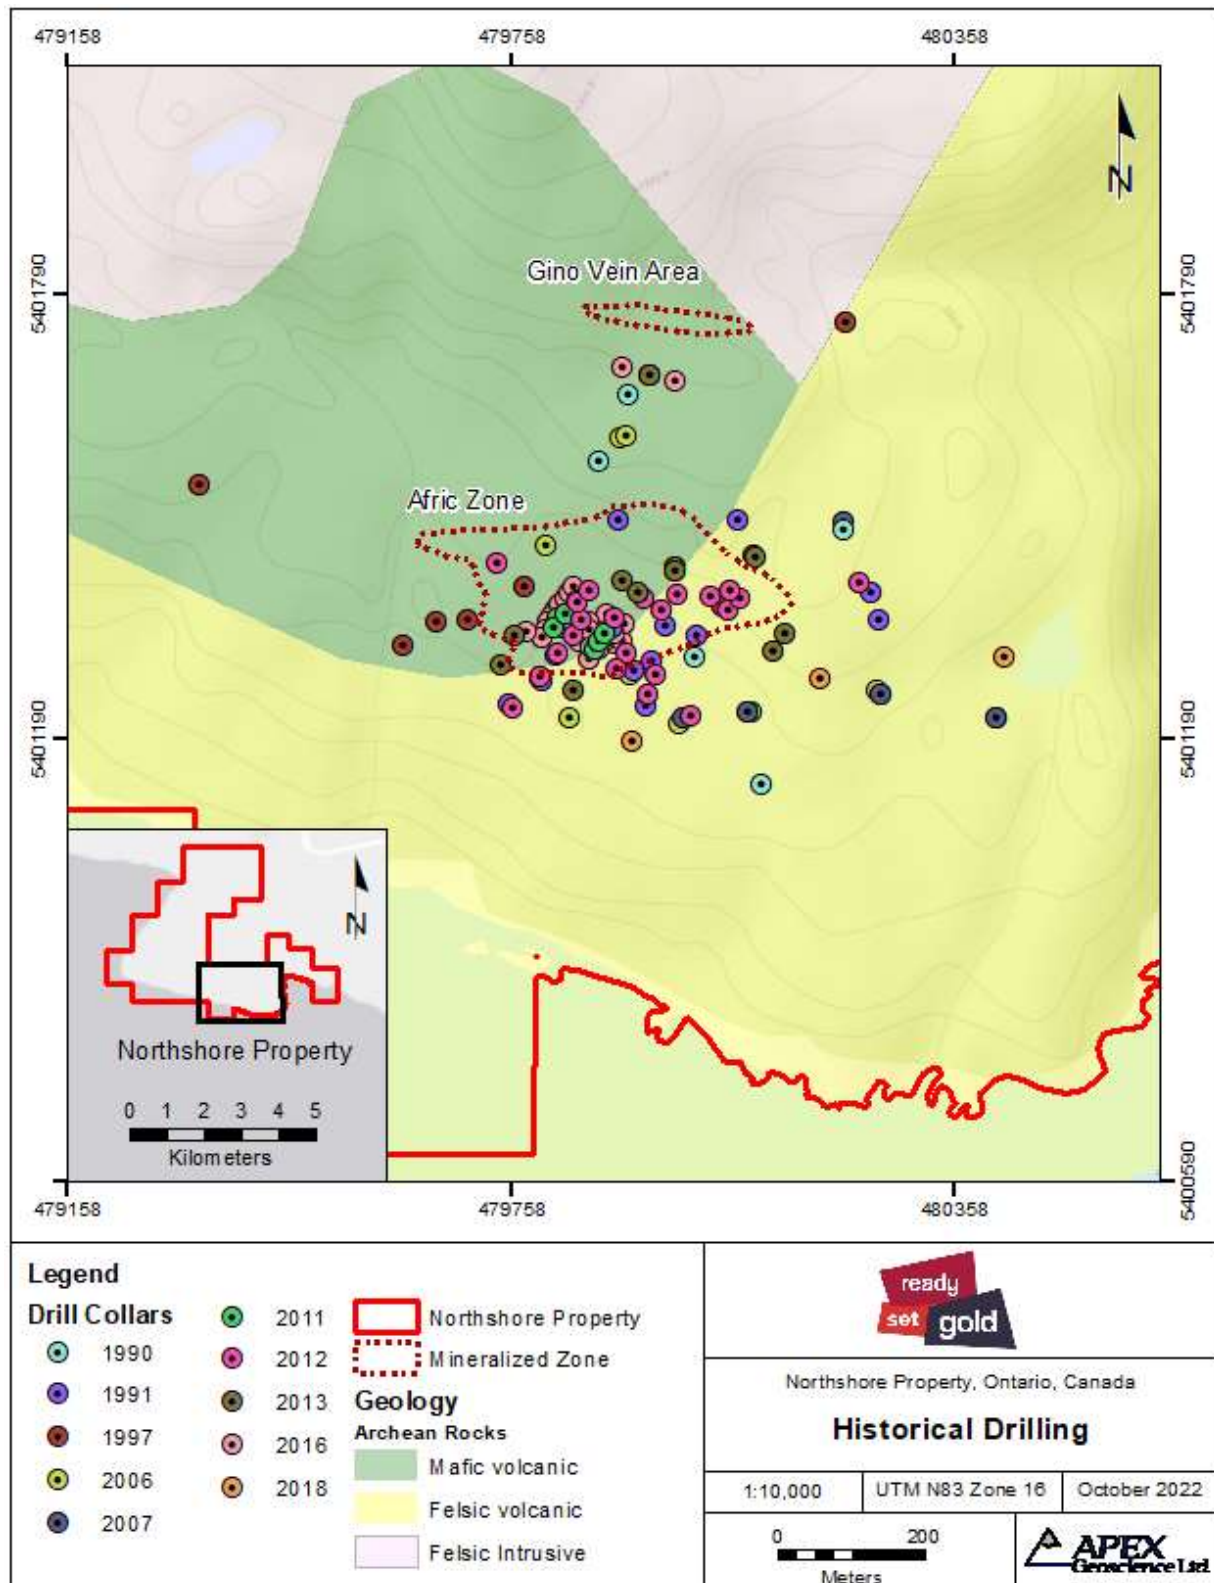 479158 479758 480358
N
Gino Vein Area
5401790 5401790
Afric Zone
5401190 5401190
N
Northshore Property
0 1 2 3 4 5
Kilometers
5400590
479158 479758 480358
Legend
Drill Collars
1990
1991
1997
2006
2007
2011
2012
2013
2016
2018
Northshore Property
Mineralized Zone
Geology
Archean Rocks
Mafic volcanic
Felsic volcanic
Felsic Intrusive
ready
set gold
Northshore Property, Ontario, Canada
Historical Drilling
1:10,000 UTM N83 Zone 16 October 2022
0 200
Meters
APEX
Geoscience Ltd.